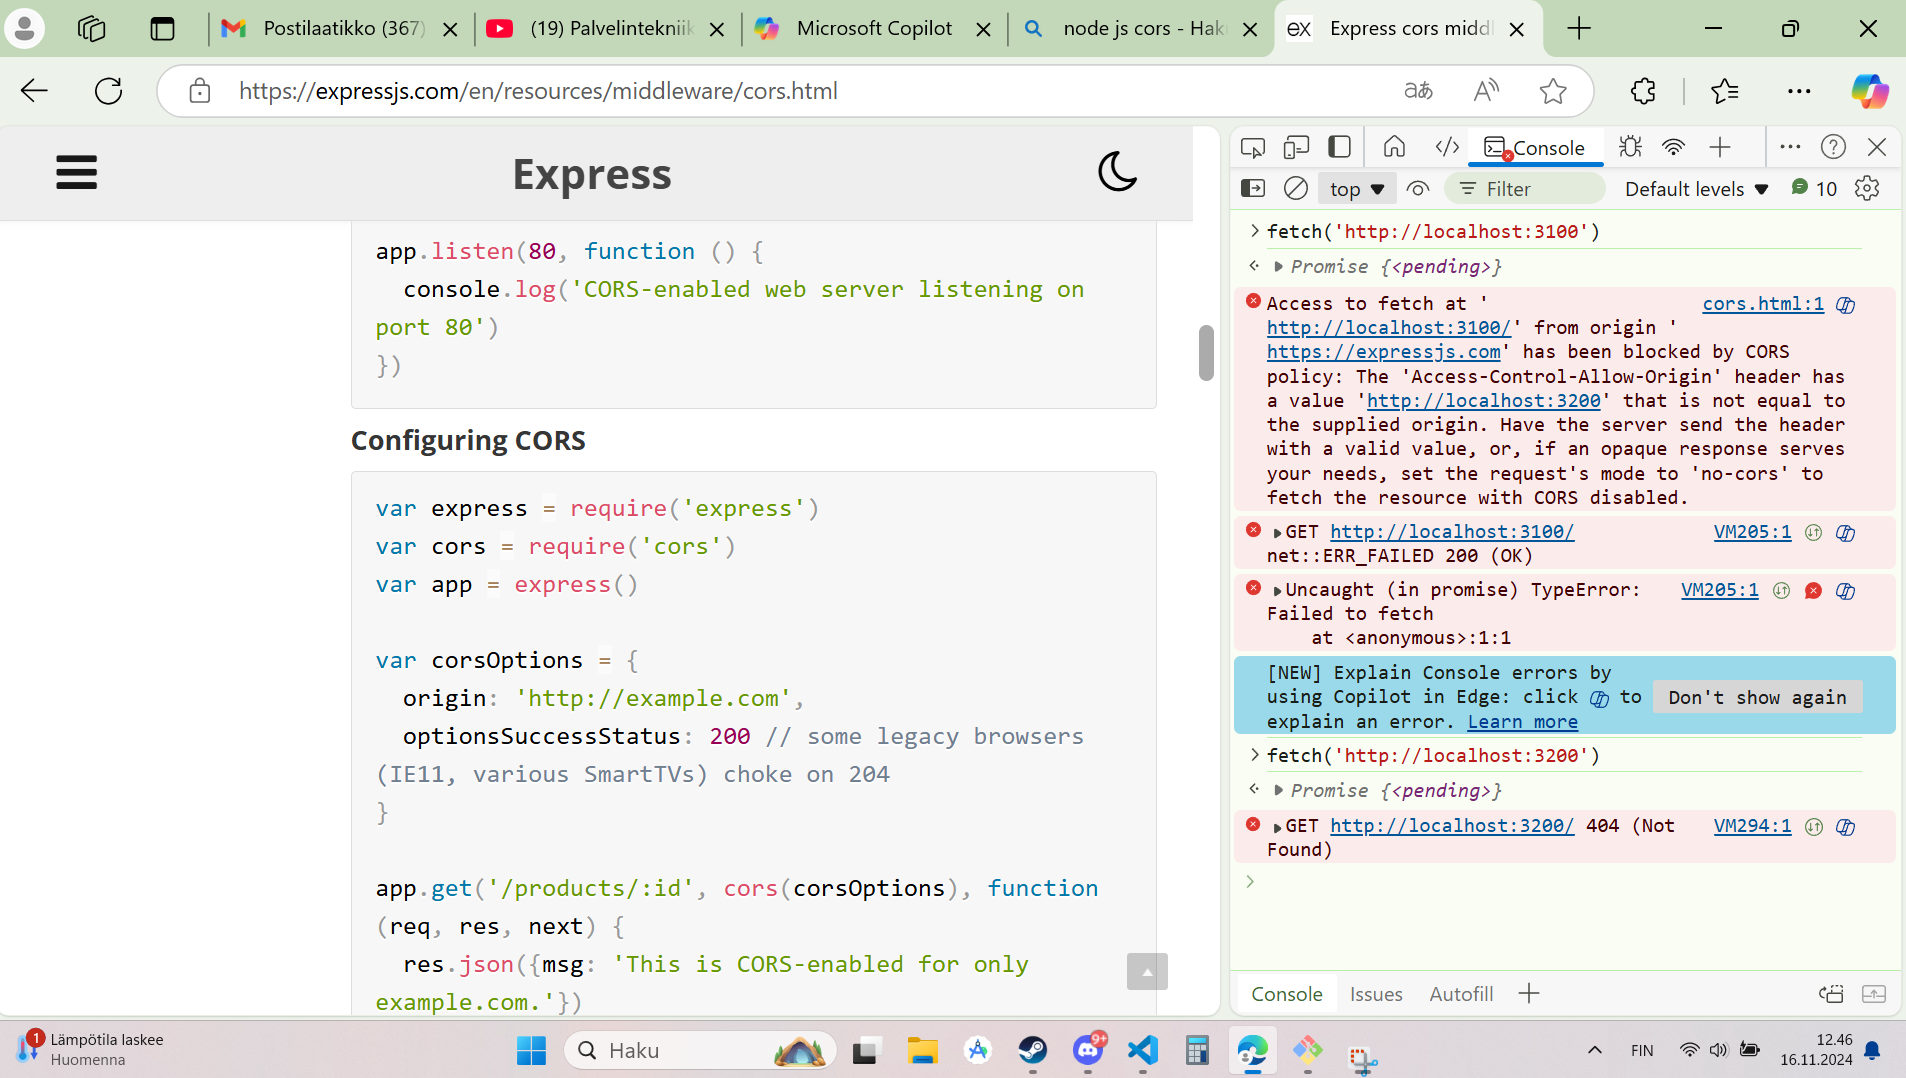 Postilaatikko (367)
(19) Palvelintekniik
Microsoft Copilot
node js cors - Hak
ex
Express cors middl
https://expressjs.com/en/resources/middleware/cors.html
Express
app.listen(80, function () {
console.log('CORS-enabled web server listening on
port 80')
})
Configuring CORS
var express = require('express')
var cors = require('cors')
var app = express()
var corsOptions = {
origin: 'http://example.com',
optionsSuccessStatus: 200 // some legacy browsers
(IE11, various SmartTVs) choke on 204
}
app.get('/products/:id', cors(corsOptions), function
(req, res, next) {
res.json({msg: 'This is CORS-enabled for only
example.com.'})
Console
top
Filter
Default levels
10
fetch('http://localhost:3100')
Promise {<pending>}
Access to fetch at ' cors.html:1
http://localhost:3100/' from origin '
https://expressjs.com' has been blocked by CORS
policy: The 'Access-Control-Allow-Origin' header has
a value 'http://localhost:3200' that is not equal to
the supplied origin. Have the server send the header
with a valid value, or, if an opaque response serves
your needs, set the request's mode to 'no-cors' to
fetch the resource with CORS disabled.
GET http://localhost:3100/ VM205:1
net::ERR_FAILED 200 (OK)
Uncaught (in promise) TypeError: VM205:1
Failed to fetch
at <anonymous>:1:1
[NEW] Explain Console errors by
using Copilot in Edge: click to
explain an error. Learn more
Don't show again
fetch('http://localhost:3200')
Promise {<pending>}
GET http://localhost:3200/ 404 (Not VM294:1
Found)
Console
Issues
Autofill
1
Lämpötila laskee
Huomenna
Haku
9+
FIN
12.46
16.11.2024